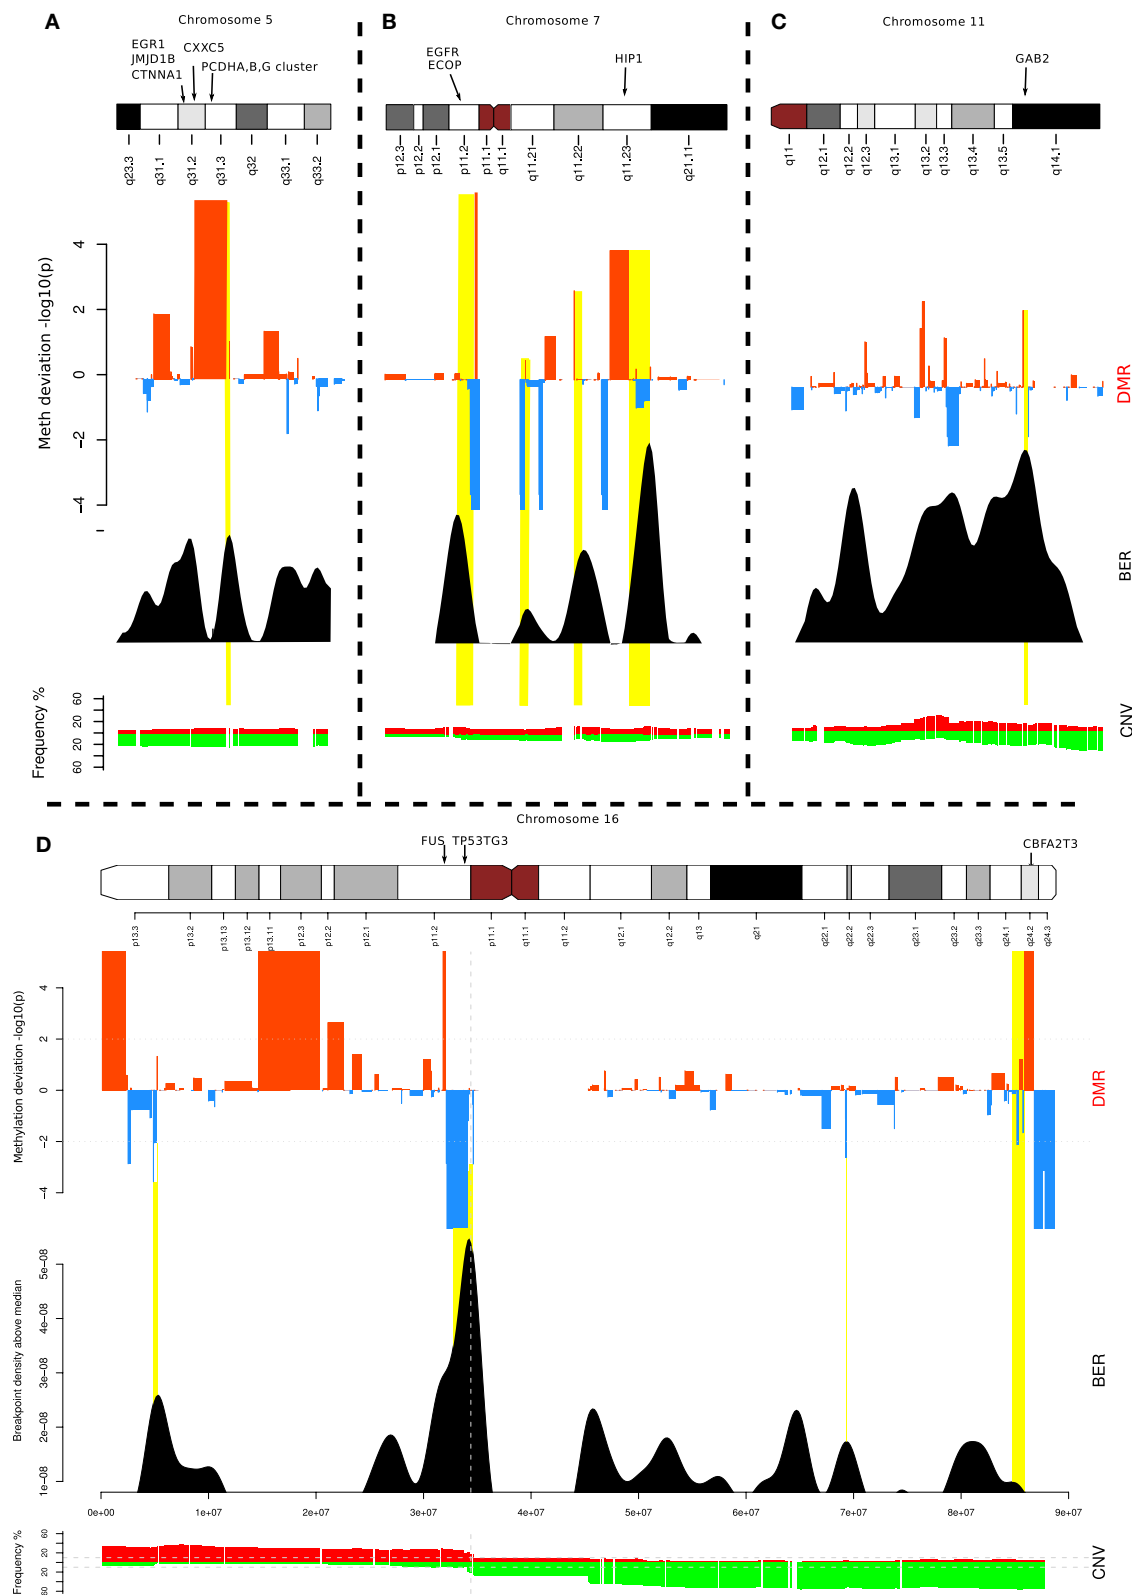 A
Chromosome 5
EGR1
JMJD1B
CTNNA1
CXXC5
PCDHA,B,G cluster
q23.3
q31.1
q31.2
q31.3
q32
q33.1
q33.2
Meth deviation -log10(p)
4
2
0
−2
−4
Frequency %
60
20
20
60
B
Chromosome 7
EGFR
ECOP
HIP1
p12.3
p12.2
p12.1
p11.2
p11.1
q11.1
q11.21
q11.22
q11.23
q21.11
C
Chromosome 11
GAB2
q11
q12.1
q12.2
q12.3
q13.1
q13.2
q13.3
q13.4
q13.5
q14.1
DMR
BER
CNV
D
Chromosome 16
FUS TP53TG3
CBFA2T3
p13.3
p13.2
p13.13
p13.12
p13.11
p12.3
p12.2
p12.1
p11.2
p11.1
q11.1
q11.2
q12.1
q12.2
q13
q21
q22.1
q22.2
q22.3
q23.1
q23.2
q23.3
q24.1
q24.2
q24.3
Methylation deviation -log10(p)
4
2
0
−2
−4
DMR
Breakpoint density above median
5e−08
4e−08
3e−08
2e−08
1e−08
BER
0e+00 1e+07 2e+07 3e+07 4e+07 5e+07 6e+07 7e+07 8e+07 9e+07
Frequency %
60
20
20
60
CNV